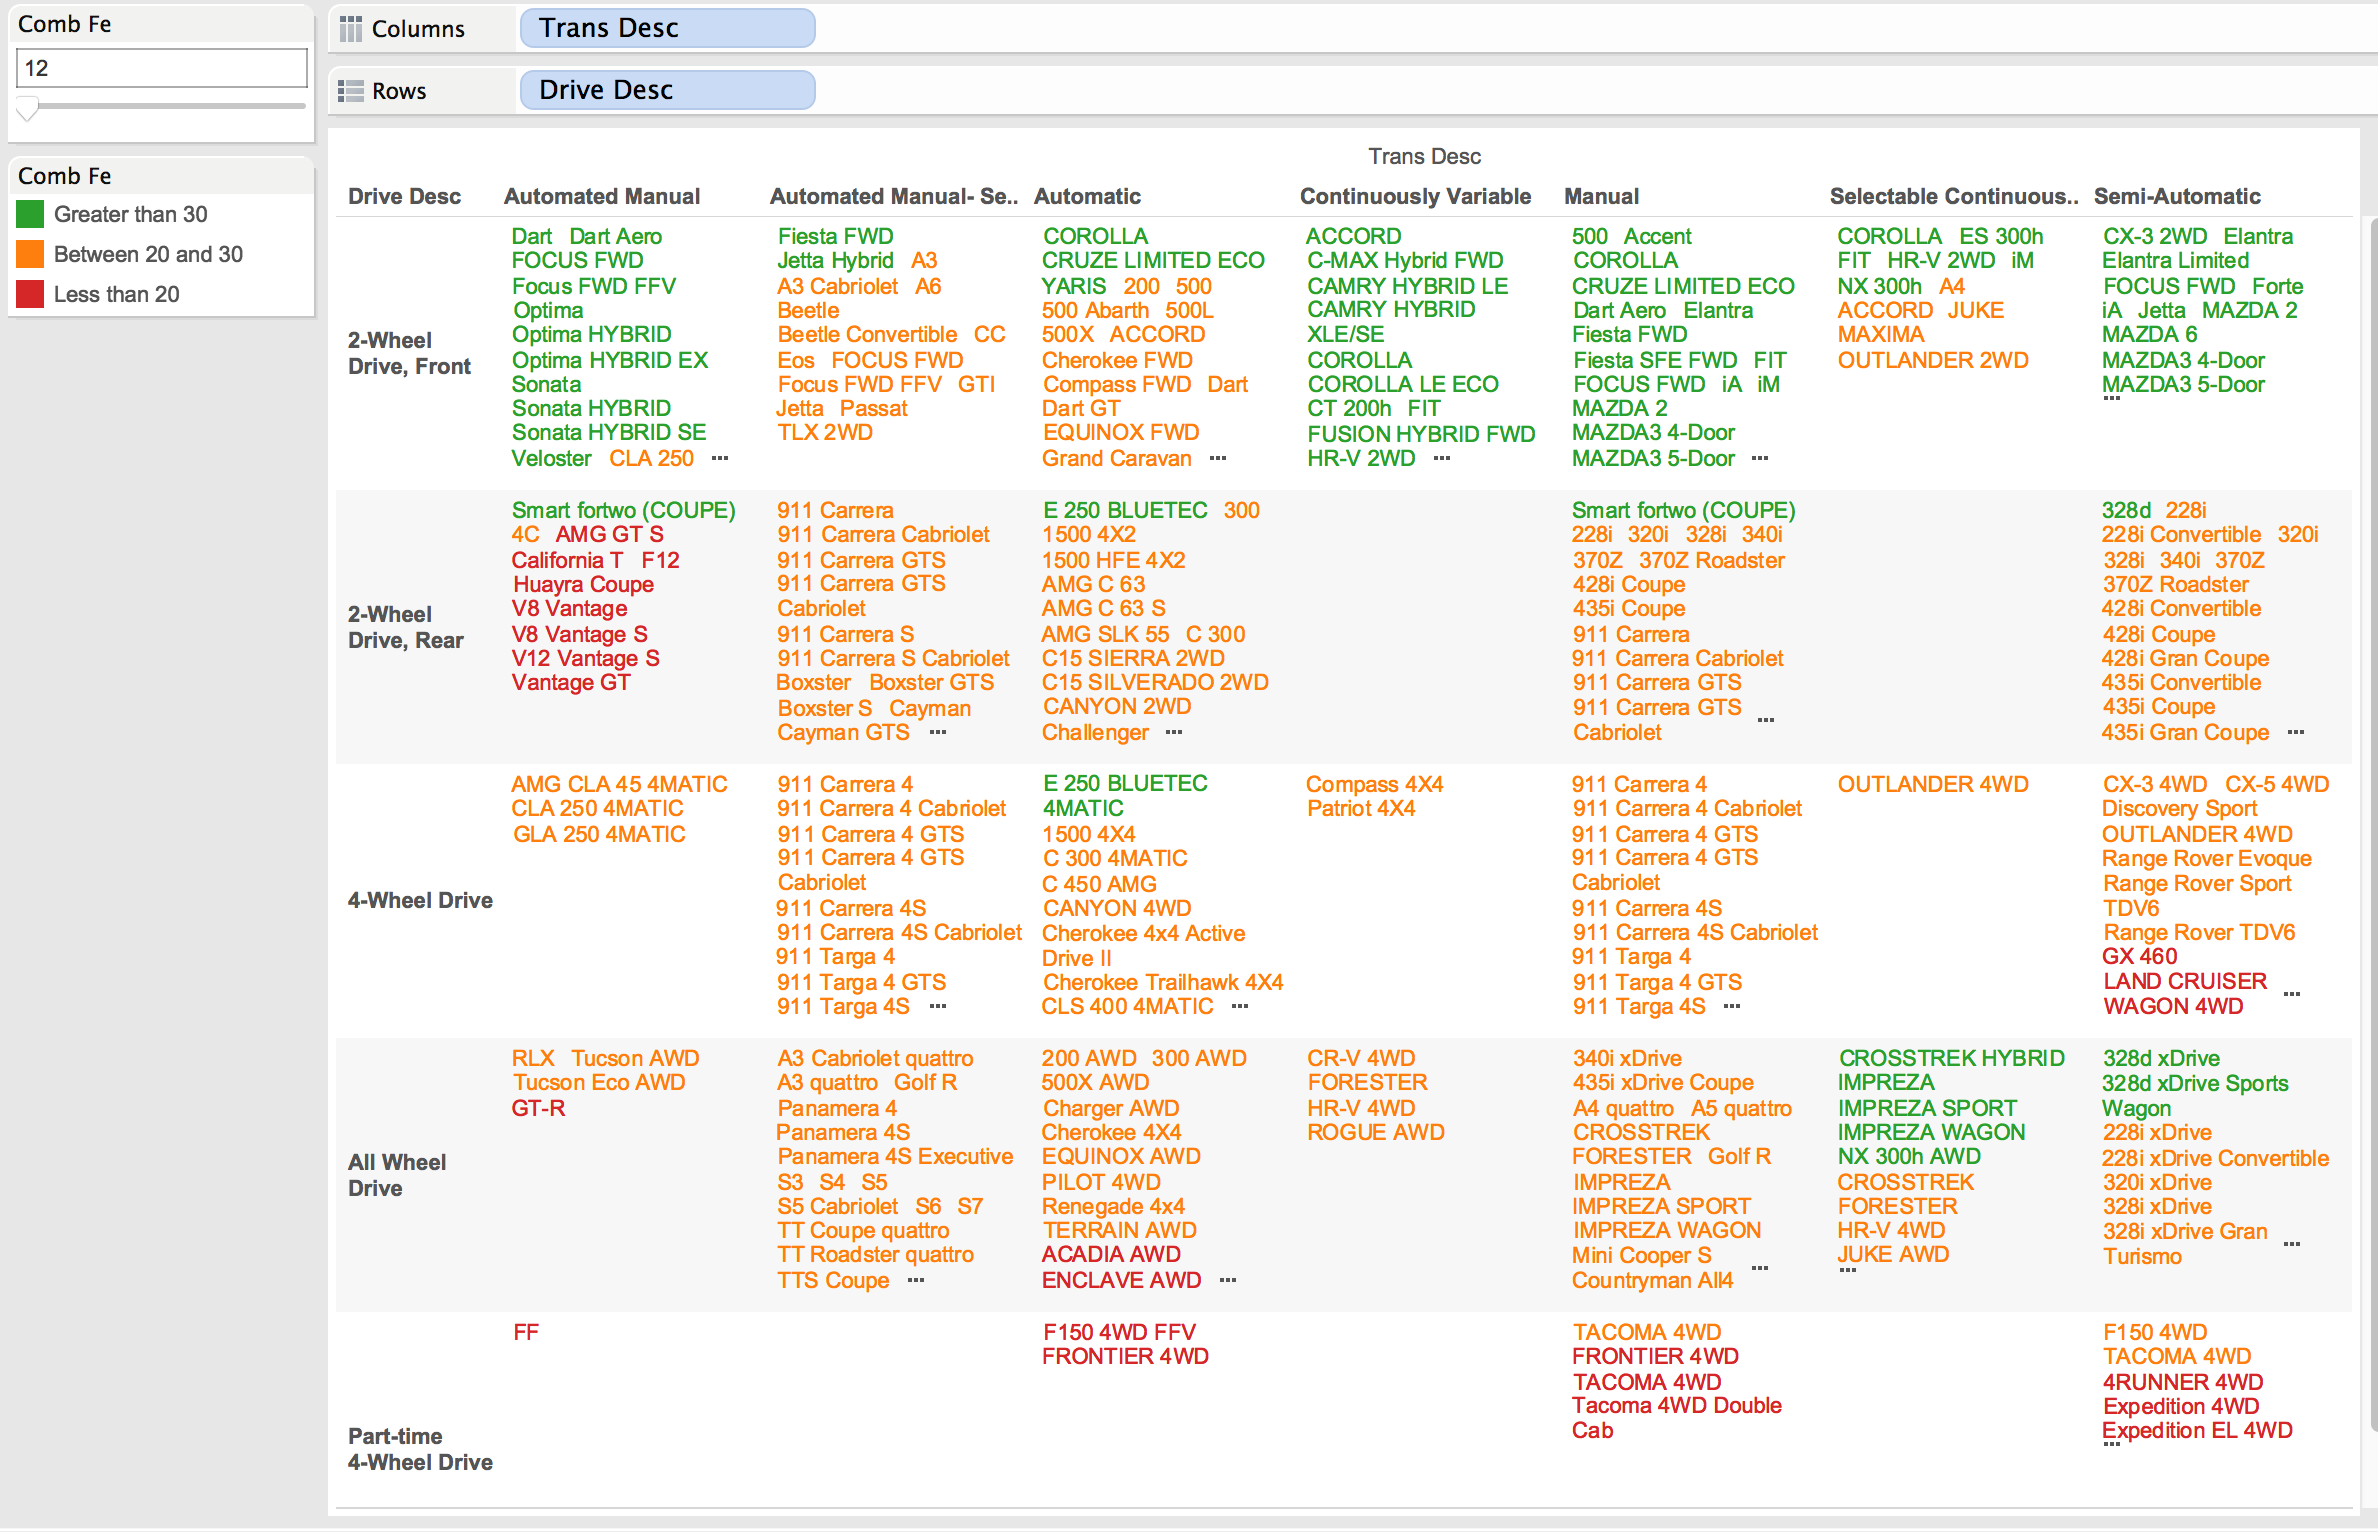 Comb Fe
12
Comb Fe
Greater than 30
Between 20 and 30
Less than 20
Columns
Trans Desc
Rows
Drive Desc
Trans Desc
Drive Desc
Automated Manual
Automated Manual- Se..
Automatic
Continuously Variable
Manual
Selectable Continuous..
Semi-Automatic
2-Wheel
Drive, Front
Dart Dart Aero
FOCUS FWD
Focus FWD FFV
Optima
Optima HYBRID
Optima HYBRID EX
Sonata
Sonata HYBRID
Sonata HYBRID SE
Veloster CLA 250 ...
Fiesta FWD
Jetta Hybrid A3
A3 Cabriolet A6
Beetle
Beetle Convertible CC
Eos FOCUS FWD
Focus FWD FFV GTI
Jetta Passat
TLX 2WD
COROLLA
CRUZE LIMITED ECO
YARIS 200 500
500 Abarth 500L
500X ACCORD
Cherokee FWD
Compass FWD Dart
Dart GT
EQUINOX FWD
Grand Caravan ...
ACCORD
C-MAX Hybrid FWD
CAMRY HYBRID LE
CAMRY HYBRID
XLE/SE
COROLLA
COROLLA LE ECO
CT 200h FIT
FUSION HYBRID FWD
HR-V 2WD ...
500 Accent
COROLLA
CRUZE LIMITED ECO
Dart Aero Elantra
Fiesta FWD
Fiesta SFE FWD FIT
FOCUS FWD iA iM
MAZDA 2
MAZDA3 4-Door
MAZDA3 5-Door ...
COROLLA ES 300h
FIT HR-V 2WD iM
NX 300h A4
ACCORD JUKE
MAXIMA
OUTLANDER 2WD
CX-3 2WD Elantra
Elantra Limited
FOCUS FWD Forte
iA Jetta MAZDA 2
MAZDA 6
MAZDA3 4-Door
MAZDA3 5-Door
...
2-Wheel
Drive, Rear
Smart fortwo (COUPE)
4C AMG GT S
California T F12
Huayra Coupe
V8 Vantage
V8 Vantage S
V12 Vantage S
Vantage GT
911 Carrera
911 Carrera Cabriolet
911 Carrera GTS
911 Carrera GTS
Cabriolet
911 Carrera S
911 Carrera S Cabriolet
Boxster Boxster GTS
Boxster S Cayman
Cayman GTS ...
E 250 BLUETEC 300
1500 4X2
1500 HFE 4X2
AMG C 63
AMG C 63 S
AMG SLK 55 C 300
C15 SIERRA 2WD
C15 SILVERADO 2WD
CANYON 2WD
Challenger ...
Smart fortwo (COUPE)
228i 320i 328i 340i
370Z 370Z Roadster
428i Coupe
435i Coupe
911 Carrera
911 Carrera Cabriolet
911 Carrera GTS
911 Carrera GTS
Cabriolet ...
328d 228i
228i Convertible 320i
328i 340i 370Z
370Z Roadster
428i Convertible
428i Coupe
428i Gran Coupe
435i Convertible
435i Coupe
435i Gran Coupe ...
4-Wheel Drive
AMG CLA 45 4MATIC
CLA 250 4MATIC
GLA 250 4MATIC
911 Carrera 4
911 Carrera 4 Cabriolet
911 Carrera 4 GTS
911 Carrera 4 GTS
Cabriolet
911 Carrera 4S
911 Carrera 4S Cabriolet
911 Targa 4
911 Targa 4 GTS
911 Targa 4S ...
E 250 BLUETEC
4MATIC
1500 4X4
C 300 4MATIC
C 450 AMG
CANYON 4WD
Cherokee 4x4 Active
Drive II
Cherokee Trailhawk 4X4
CLS 400 4MATIC ...
Compass 4X4
Patriot 4X4
911 Carrera 4
911 Carrera 4 Cabriolet
911 Carrera 4 GTS
911 Carrera 4 GTS
Cabriolet
911 Carrera 4S
911 Carrera 4S Cabriolet
911 Targa 4
911 Targa 4 GTS
911 Targa 4S ...
OUTLANDER 4WD
CX-3 4WD CX-5 4WD
Discovery Sport
OUTLANDER 4WD
Range Rover Evoque
Range Rover Sport
TDV6
Range Rover TDV6
GX 460
LAND CRUISER
WAGON 4WD ...
All Wheel
Drive
RLX Tucson AWD
Tucson Eco AWD
GT-R
A3 Cabriolet quattro
A3 quattro Golf R
Panamera 4
Panamera 4S
Panamera 4S Executive
S3 S4 S5
S5 Cabriolet S6 S7
TT Coupe quattro
TT Roadster quattro
TTS Coupe ...
200 AWD 300 AWD
500X AWD
Charger AWD
Cherokee 4X4
EQUINOX AWD
PILOT 4WD
Renegade 4x4
TERRAIN AWD
ACADIA AWD
ENCLAVE AWD ...
CR-V 4WD
FORESTER
HR-V 4WD
ROGUE AWD
340i xDrive
435i xDrive Coupe
A4 quattro A5 quattro
CROSSTREK
FORESTER Golf R
IMPREZA
IMPREZA SPORT
IMPREZA WAGON
Mini Cooper S
Countryman All4 ...
CROSSTREK HYBRID
IMPREZA
IMPREZA SPORT
IMPREZA WAGON
NX 300h AWD
CROSSTREK
FORESTER
HR-V 4WD
JUKE AWD
...
328d xDrive
328d xDrive Sports
Wagon
228i xDrive
228i xDrive Convertible
320i xDrive
328i xDrive
328i xDrive Gran
Turismo ...
Part-time
4-Wheel Drive
FF
F150 4WD FFV
FRONTIER 4WD
TACOMA 4WD
FRONTIER 4WD
TACOMA 4WD
Tacoma 4WD Double
Cab
F150 4WD
TACOMA 4WD
4RUNNER 4WD
Expedition 4WD
Expedition EL 4WD
...